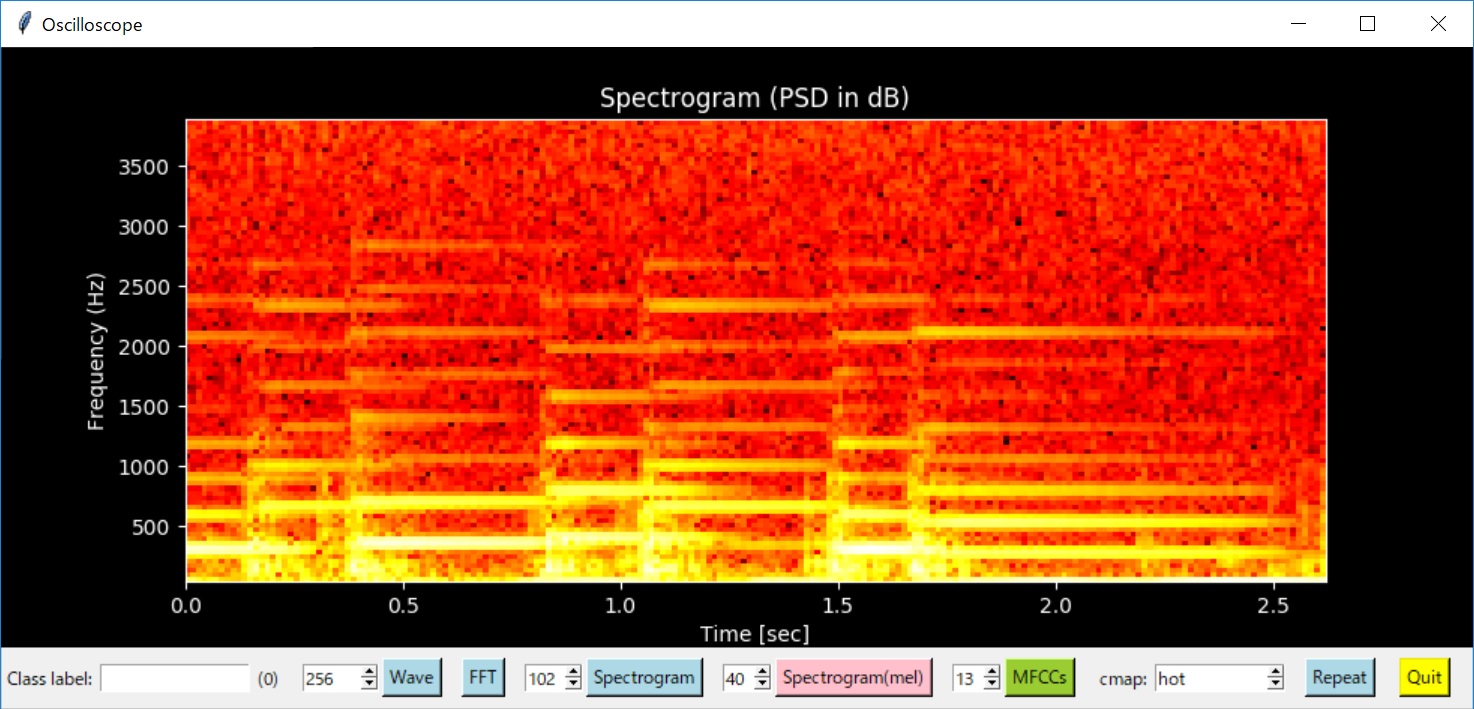 Oscilloscope
Spectrogram (PSD in dB)
Frequency (Hz)
3500
3000
2500
2000
1500
1000
500
0.0 0.5 1.0 1.5 2.0 2.5
Time [sec]
Class label: (0) 256 Wave FFT 102 Spectrogram 40 Spectrogram(mel) 13 MFCCs cmap: hot Repeat Quit